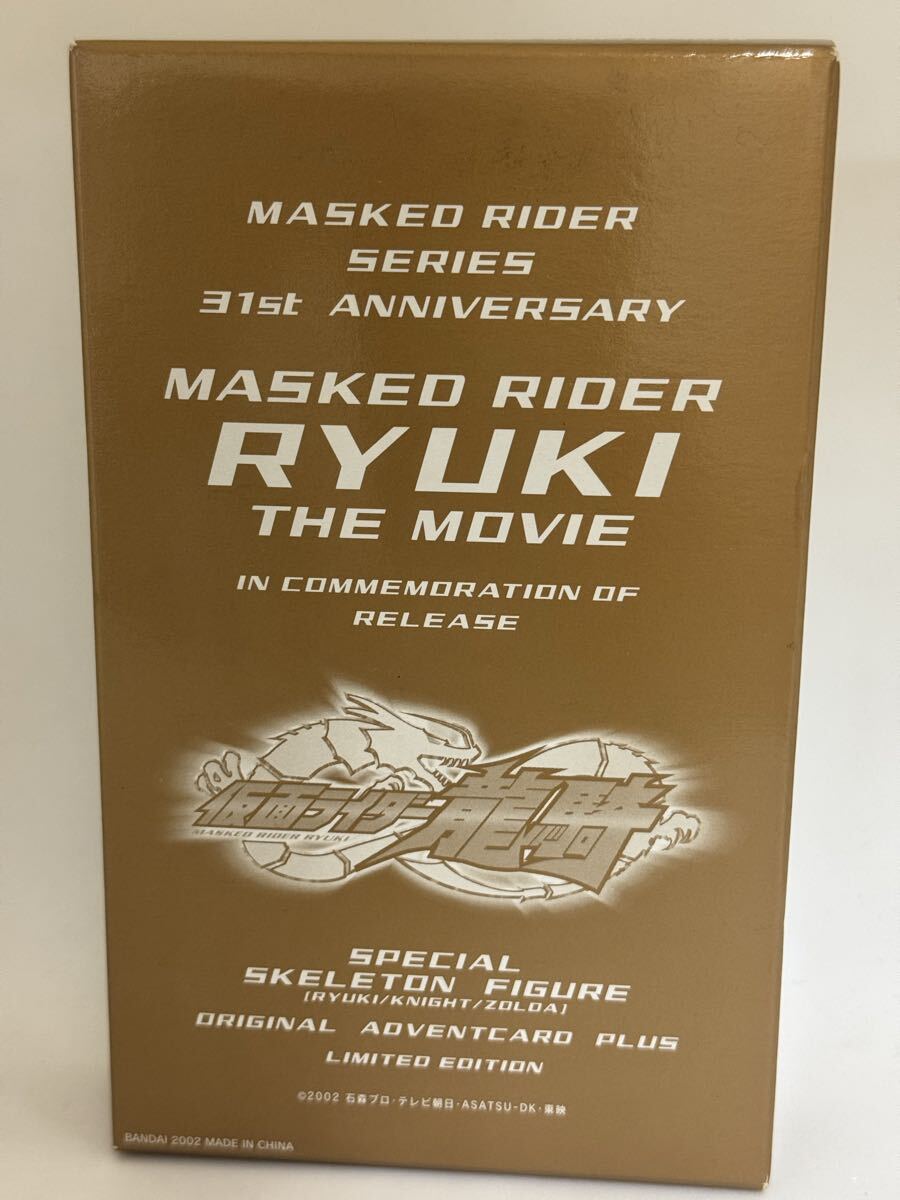 MASKED RIDER
SERIES
31st ANNIVERSARY
MASKED RIDER
RYUKI
THE MOVIE
IN COMMEMORATION OF
RELEASE
仮面ライダー龍騎
MASKED RIDER RYUKI
SPECIAL
SKELETON FIGURE
[RYUKI/KNIGHT/ZOLDA]
ORIGINAL ADVENTCARD PLUS
LIMITED EDITION
©2002 石森プロ・テレビ朝日・ASATSU-DK・東映
BANDAI 2002 MADE IN CHINA